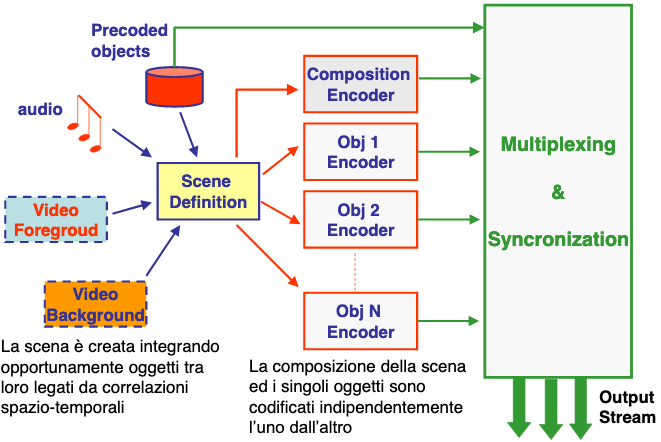 Precoded
objects
audio
Composition
Encoder
Obj 1
Encoder
Scene
Definition
Multiplexing
&
Syncronization
Video
Foregroud
Obj 2
Encoder
Video
Background
Obj N
Encoder
La scena è creata integrando
opportunamente oggetti tra
loro legati da correlazioni
spazio-temporali
La composizione della scena
ed i singoli oggetti sono
codificati indipendentemente
l'uno dall'altro
Output
Stream